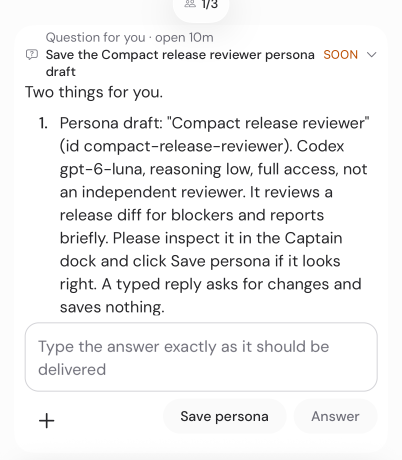 1/3
Question for you · open 10m
Save the Compact release reviewer persona SOON
draft
Two things for you.
1. Persona draft: "Compact release reviewer"
(id compact-release-reviewer). Codex
gpt-6-luna, reasoning low, full access, not
an independent reviewer. It reviews a
release diff for blockers and reports
briefly. Please inspect it in the Captain
dock and click Save persona if it looks
right. A typed reply asks for changes and
saves nothing.
Type the answer exactly as it should be
delivered
Save persona Answer